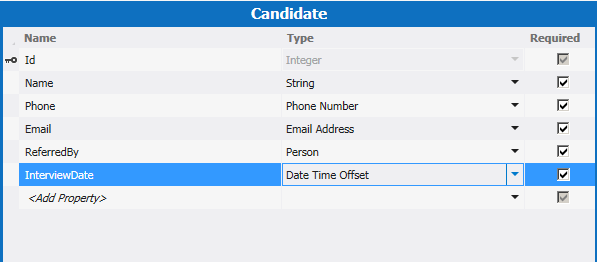 Candidate
Name Type Required
Id Integer
Name String
Phone Phone Number
Email Email Address
ReferredBy Person
InterviewDate Date Time Offset
<Add Property>